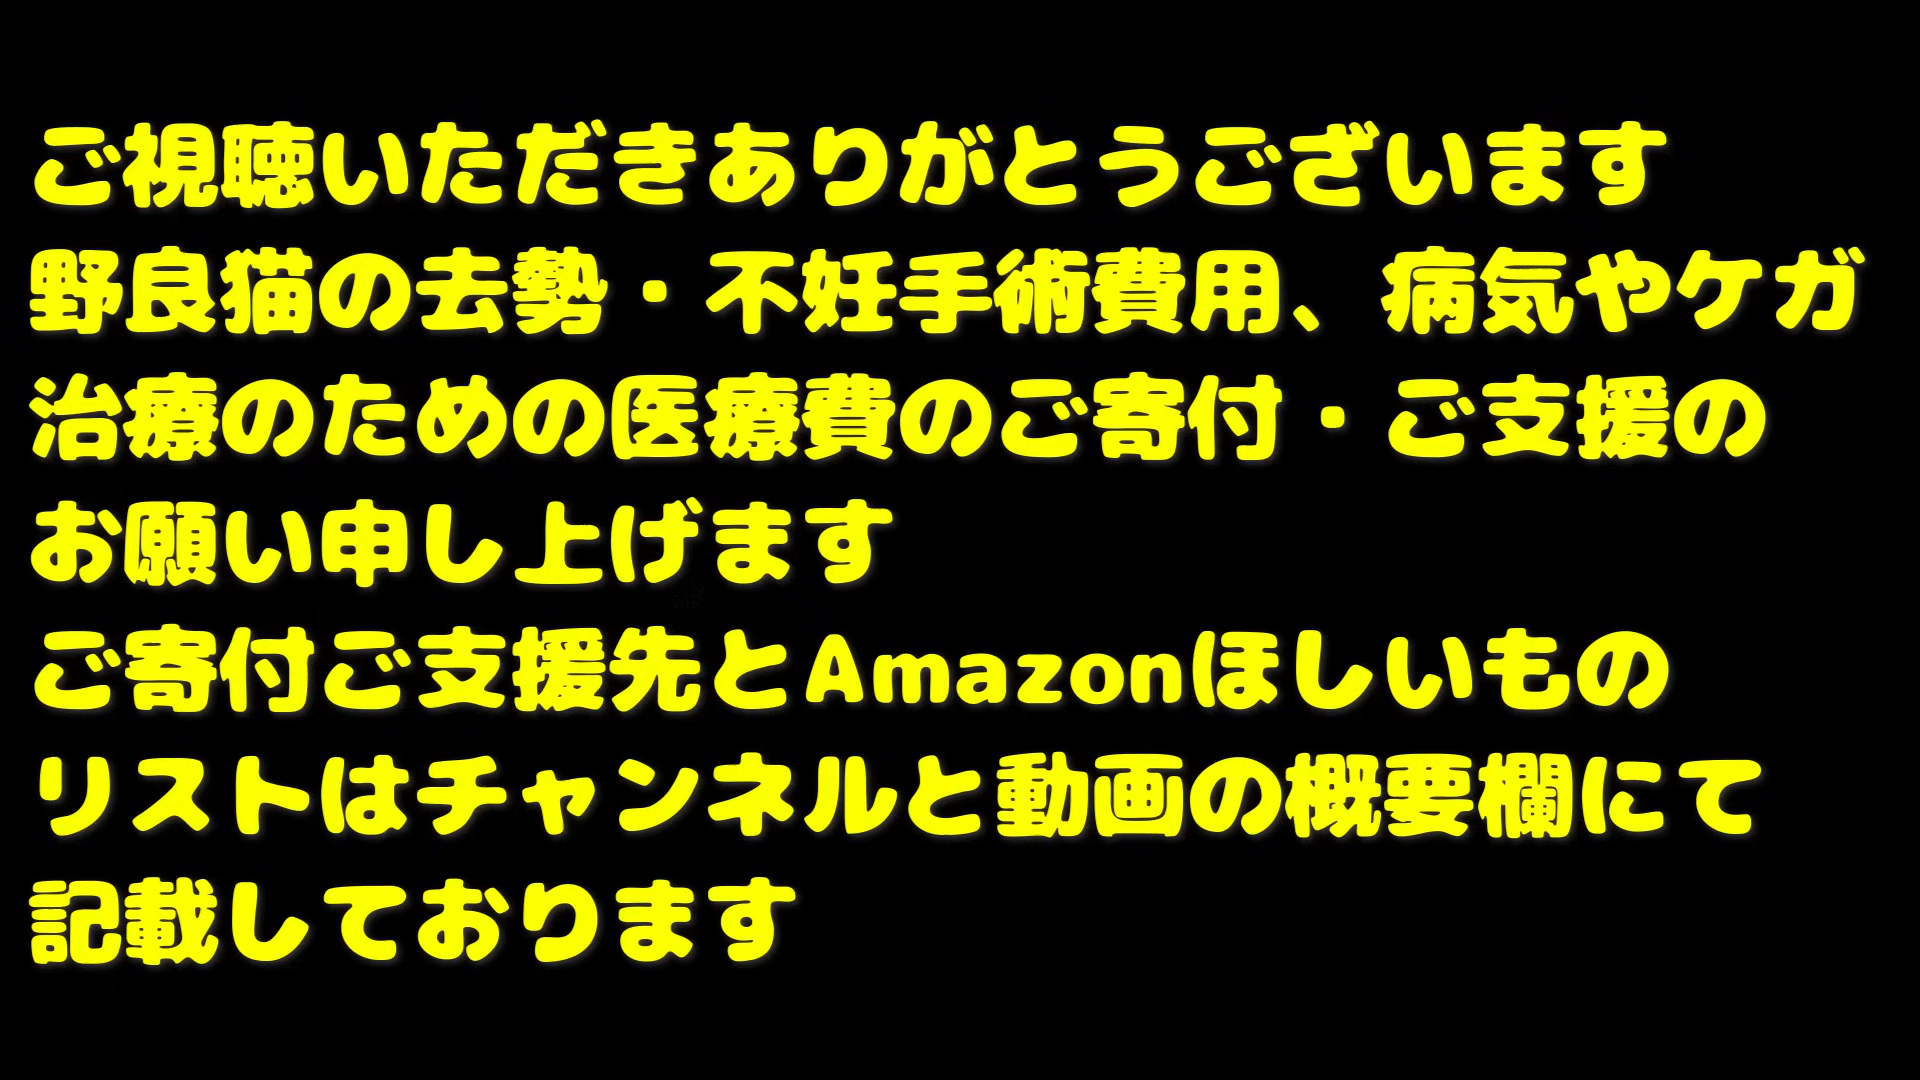 ご視聴いただきありがとうございます
野良猫の去勢・不妊手術費用、病気やケガ
治療のための医療費のご寄付・ご支援の
お願い申し上げます
ご寄付ご支援先とAmazonほしいもの
リストはチャンネルと動画の概要欄にて
記載しております